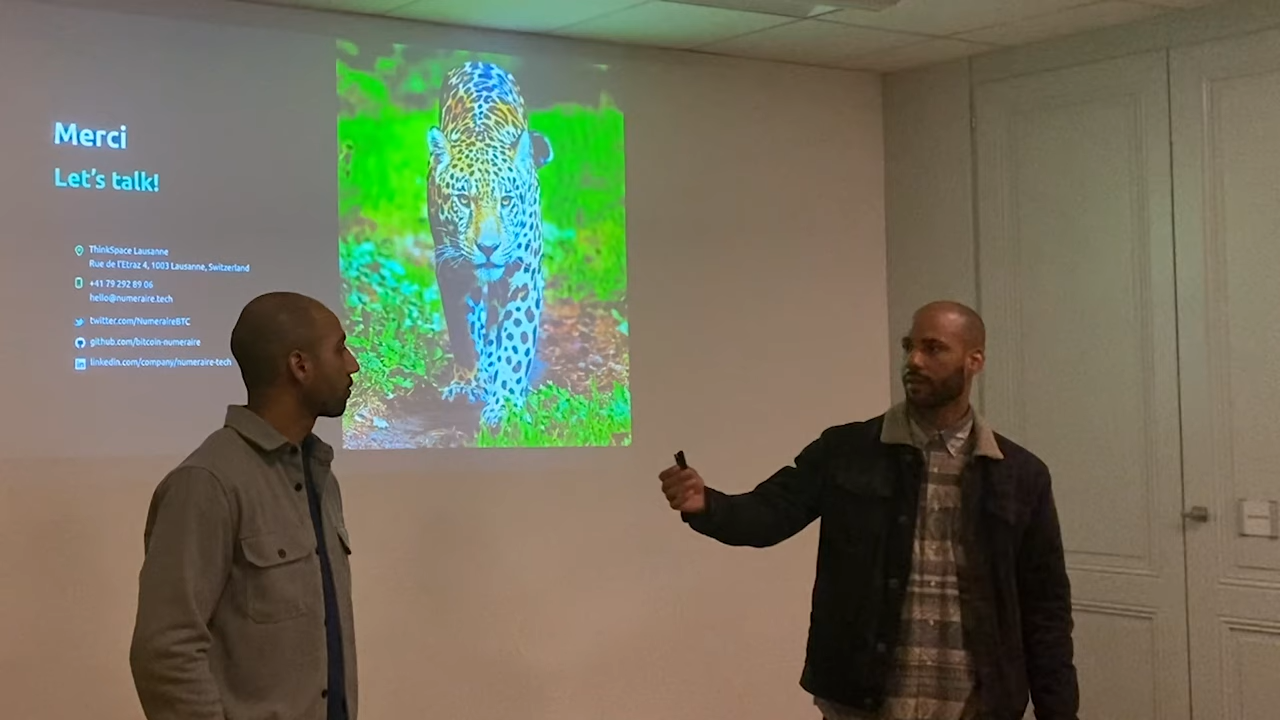 Merci
Let's talk!
ThinkSpace Lausanne
Rue de l'Etraz 4, 1003 Lausanne, Switzerland
+41 79 292 89 06
hello@numeraire.tech
twitter.com/NumeraireBTC
github.com/bitcoin-numeraire
linkedin.com/company/numeraire-tech